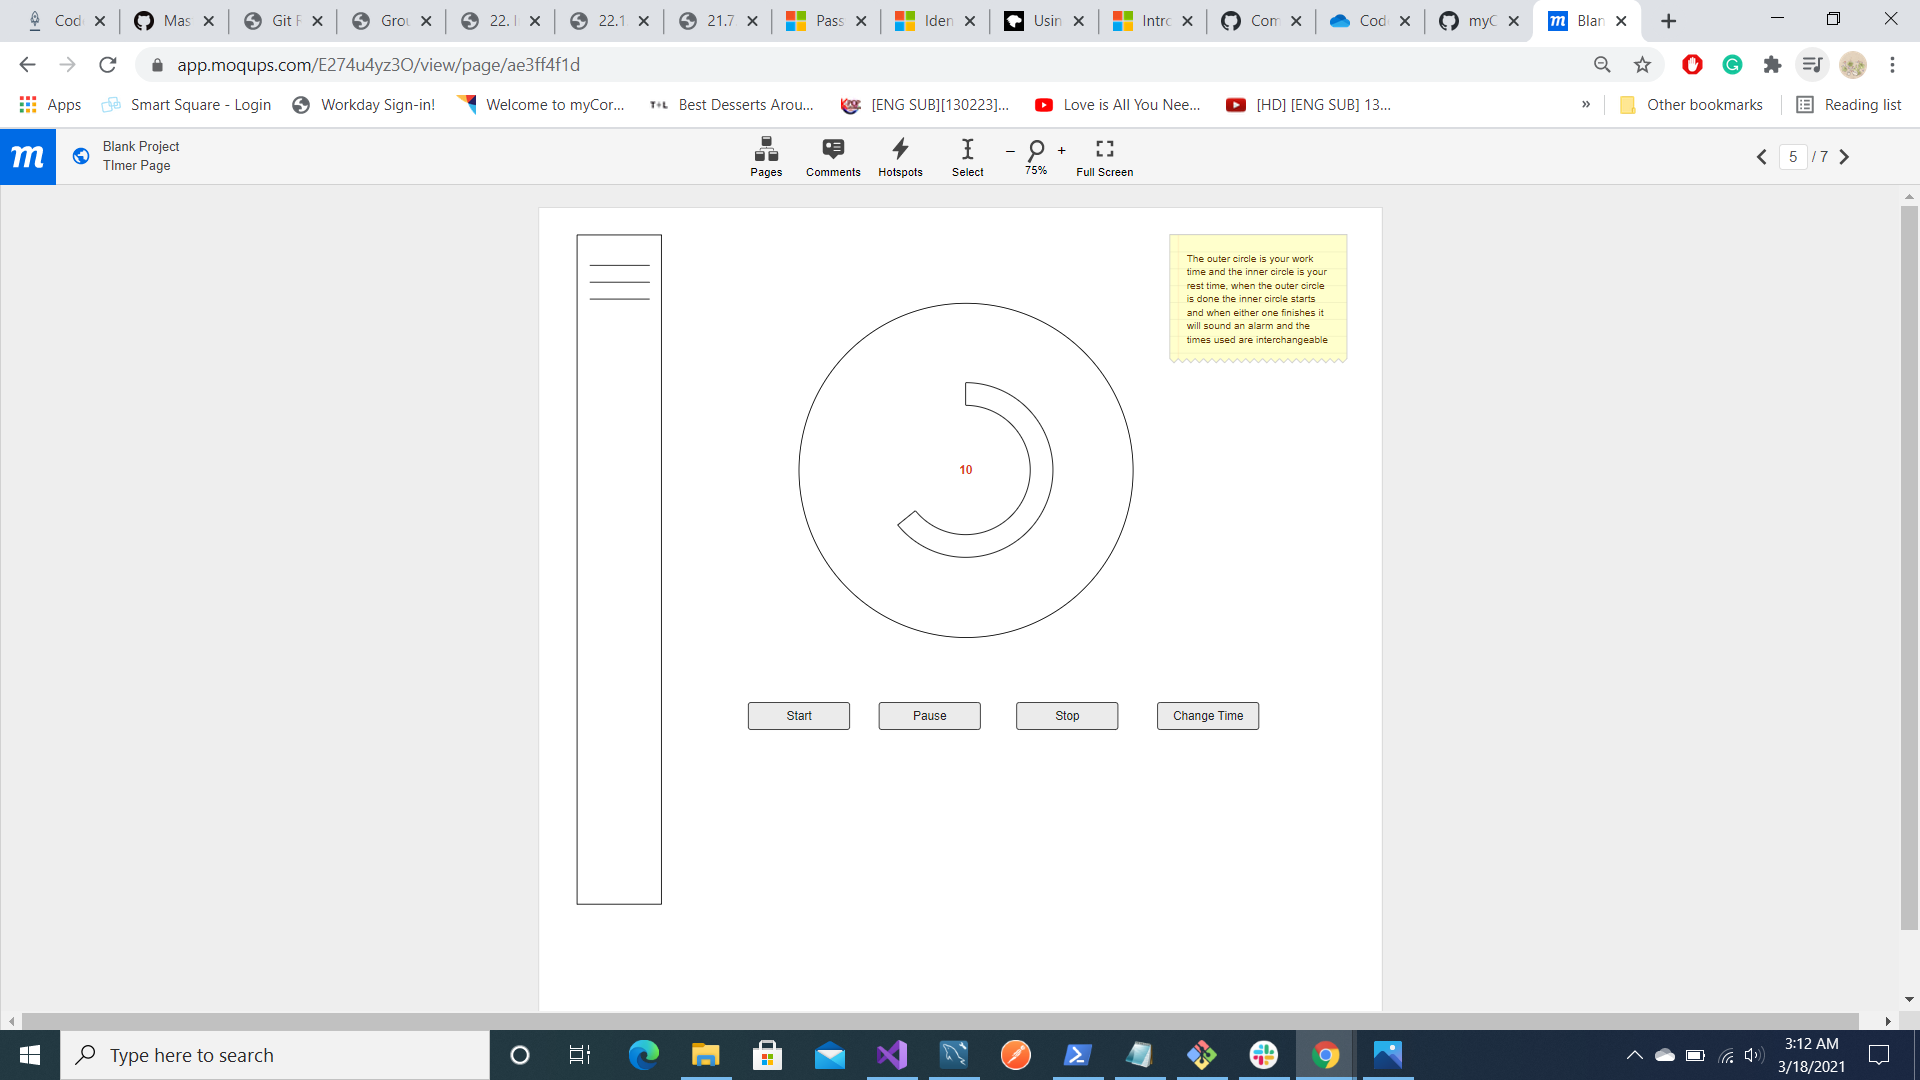 Cod
Mas
Git F
Grou
22. I
22.1
21.7
Pass
Iden
Usin
Intro
Com
Cod
myC
Blan
app.moqups.com/E274u4yz3O/view/page/ae3ff4f1d
Apps
Smart Square - Login
Workday Sign-in!
Welcome to myCor...
T+L
Best Desserts Arou...
[ENG SUB][130223]...
Love is All You Nee...
[HD] [ENG SUB] 13...
»
Other bookmarks
Reading list
m
Blank Project
TImer Page
Pages
Comments
Hotspots
Select
– 75% +
Full Screen
5 / 7
The outer circle is your work
time and the inner circle is your
rest time, when the outer circle
is done the inner circle starts
and when either one finishes it
will sound an alarm and the
times used are interchangeable
10
Start
Pause
Stop
Change Time
Type here to search
3:12 AM
3/18/2021